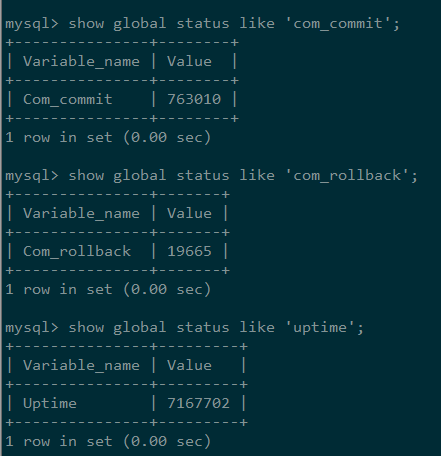 mysql> show global status like 'com_commit';
+---------------+--------+
| Variable_name | Value  |
+---------------+--------+
| Com_commit    | 763010 |
+---------------+--------+
1 row in set (0.00 sec)
mysql> show global status like 'com_rollback';
+---------------+-------+
| Variable_name | Value |
+---------------+-------+
| Com_rollback  | 19665 |
+---------------+-------+
1 row in set (0.00 sec)
mysql> show global status like 'uptime';
+---------------+---------+
| Variable_name | Value   |
+---------------+---------+
| Uptime        | 7167702 |
+---------------+---------+
1 row in set (0.00 sec)